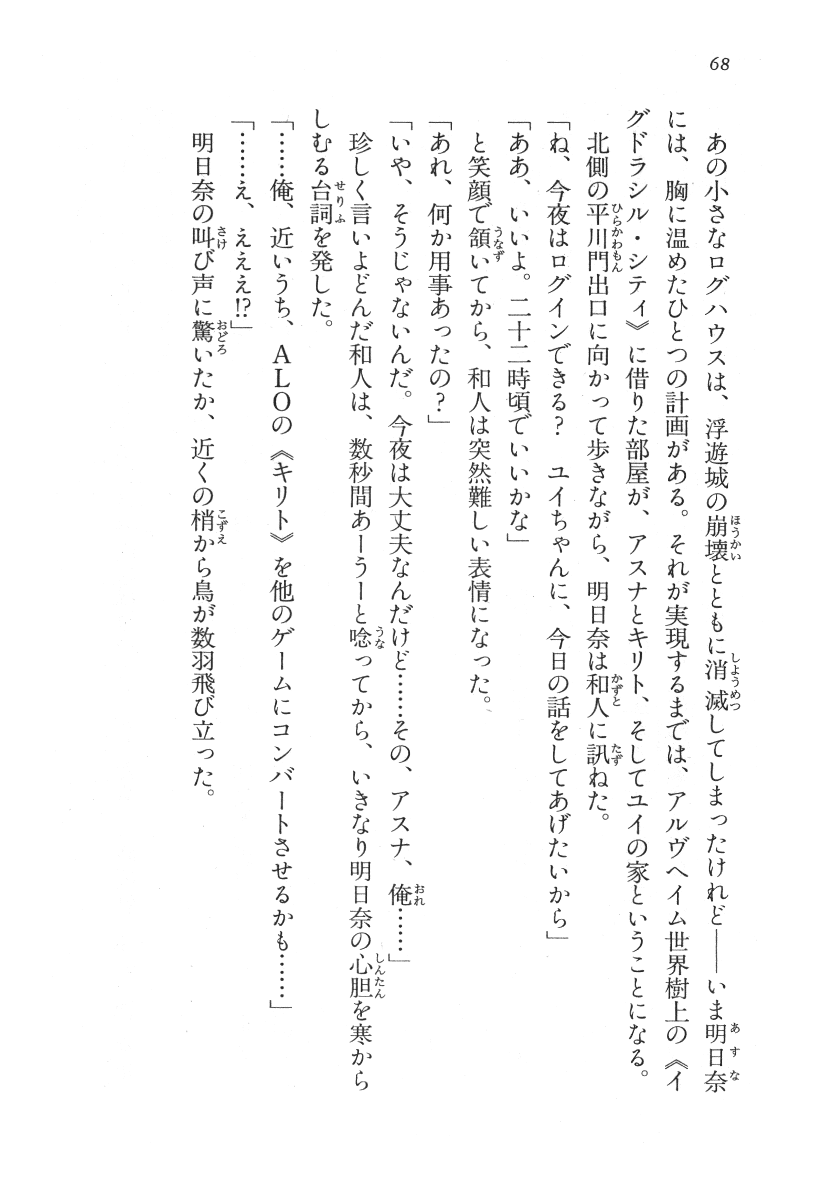 68
あの小さなログハウスは、浮遊城の崩壊とともに消滅してしまったけれど――いま明日奈
には、胸に温めたひとつの計画がある。それが実現するまでは、アルヴヘイム世界樹上の《イ
グドラシル・シティ》に借りた部屋が、アスナとキリト、そしてユイの家ということになる。
北側の平川門出口に向かって歩きながら、明日奈は和人に訊ねた。
「ね、今夜はログインできる？　ユイちゃんに、今日の話をしてあげたいから」
「ああ、いいよ。二十二時頃でいいかな」
と笑顔で頷いてから、和人は突然難しい表情になった。
「あれ、何か用事あったの？」
「いや、そうじゃないんだ。今夜は大丈夫なんだけど……その、アスナ、俺……」
珍しく言いよどんだ和人は、数秒間あーうーと唸ってから、いきなり明日奈の心胆を寒から
しむる台詞を発した。
「……俺、近いうち、ＡＬＯの《キリト》を他のゲームにコンバートさせるかも……」
「……え、ええぇ!?」
明日奈の叫び声に驚いたか、近くの梢から鳥が数羽飛び立った。